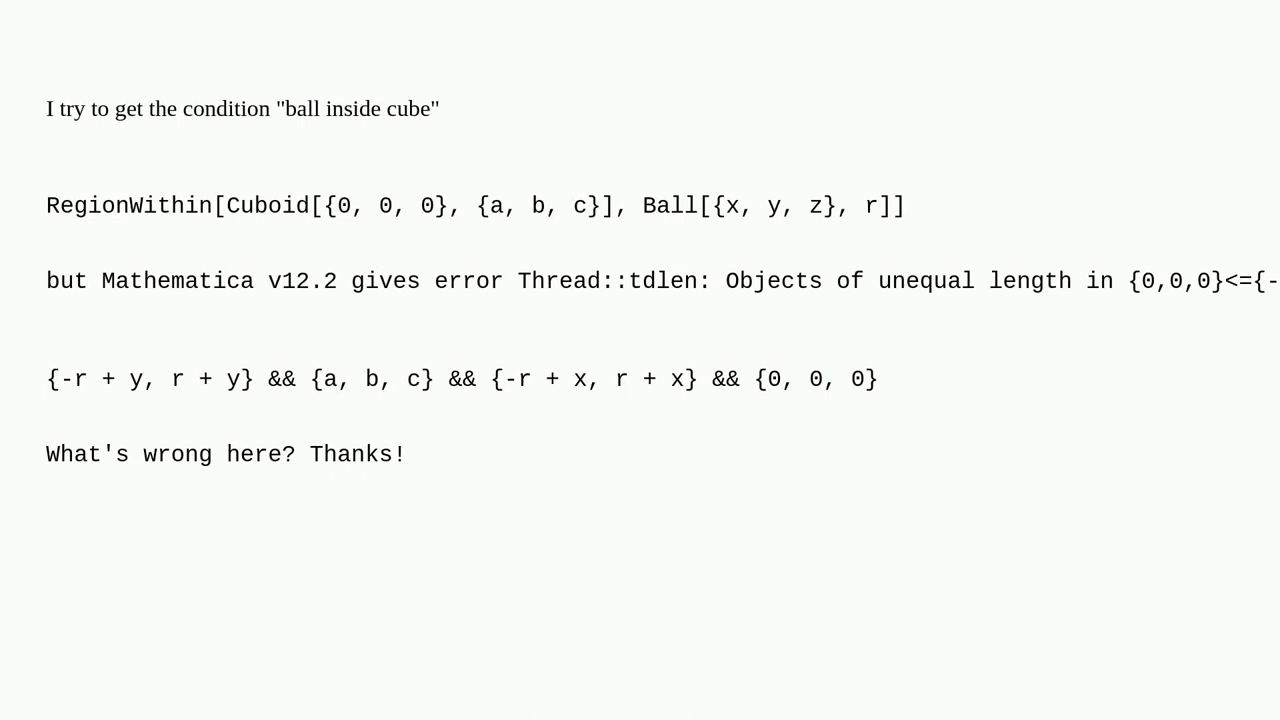 I try to get the condition "ball inside cube"
RegionWithin[Cuboid[{0, 0, 0}, {a, b, c}], Ball[{x, y, z}, r]]
but Mathematica v12.2 gives error Thread::tdlen: Objects of unequal length in {0,0,0}<={-
{-r + y, r + y} && {a, b, c} && {-r + x, r + x} && {0, 0, 0}
What's wrong here? Thanks!